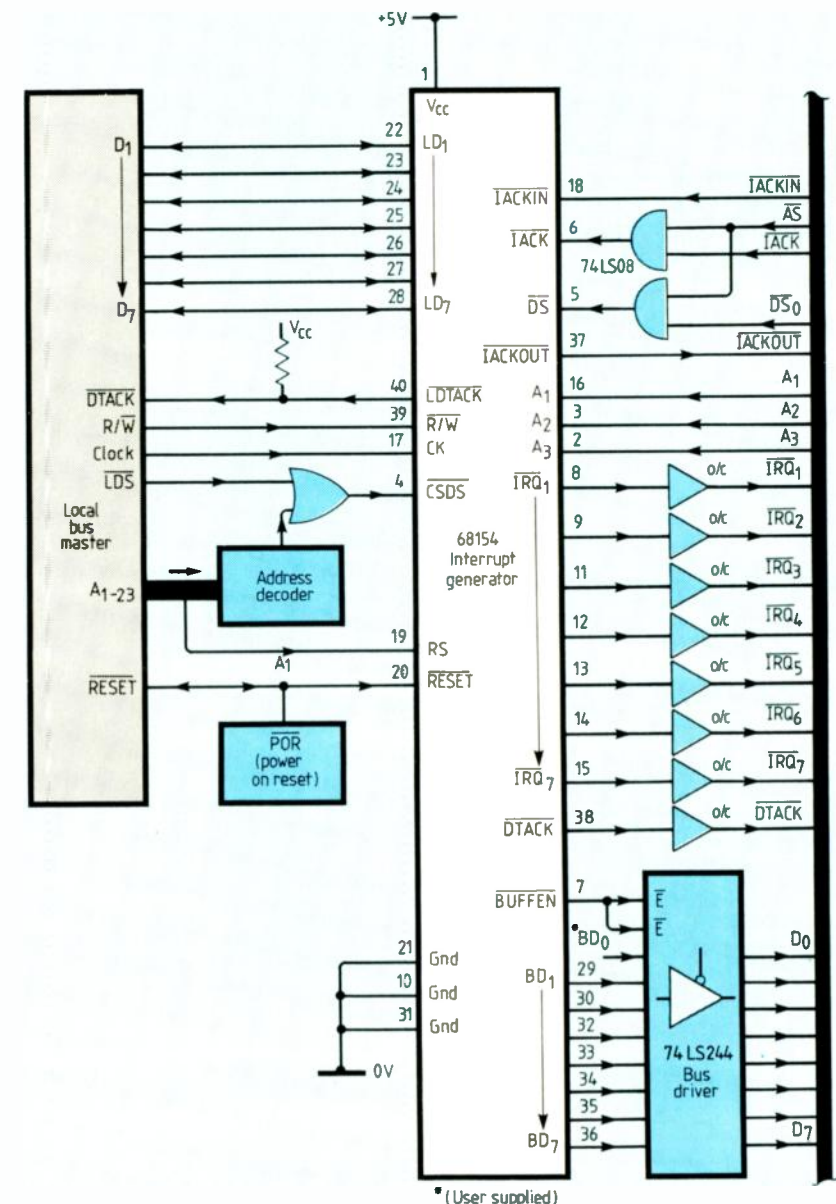 +5V
1
Vcc
D1
22
LD1
23
24
25
26
27
D7
28
LD7
Vcc
DTACK
40
LDTACK
R/W
39
R/W
Clock
17
CK
LDS
4
CSDS
Local
bus
master
Address
decoder
A1-23
A1
19
RS
RESET
20
RESET
POR
(power
on reset)
68154
Interrupt
generator
21
Gnd
10
Gnd
31
Gnd
0V
IACKIN
18
IACKIN
AS
IACK
6
IACK
74LS08
DS
5
DS0
IACKOUT
37
IACKOUT
A1
16
A1
A2
3
A2
A3
2
A3
IRQ1
8
o/c
IRQ1
9
o/c
IRQ2
11
o/c
IRQ3
12
o/c
IRQ4
13
o/c
IRQ5
14
o/c
IRQ6
IRQ7
15
o/c
IRQ7
DTACK
38
o/c
DTACK
BUFFEN
7
E
E
•BD0
D0
BD1
29
30
32
33
34
35
BD7
36
D7
74LS244
Bus
driver
•(User supplied)